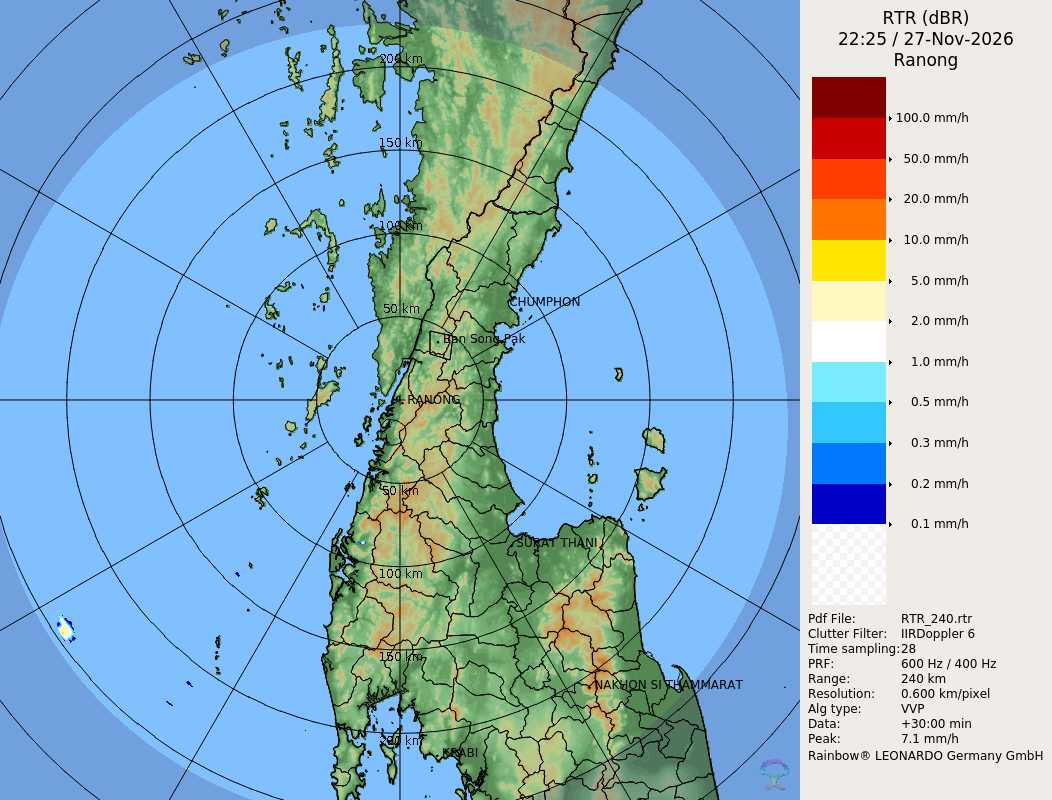 RTR (dBR)
22:25 / 27-Nov-2026
Ranong
100.0 mm/h
50.0 mm/h
20.0 mm/h
10.0 mm/h
5.0 mm/h
2.0 mm/h
1.0 mm/h
0.5 mm/h
0.3 mm/h
0.2 mm/h
0.1 mm/h
Pdf File: RTR_240.rtr
Clutter Filter: IIRDoppler 6
Time sampling:28
PRF: 600 Hz / 400 Hz
Range: 240 km
Resolution: 0.600 km/pixel
Alg type: VVP
Data: +30:00 min
Peak: 7.1 mm/h
Rainbow® LEONARDO Germany GmbH
200 km
150 km
100 km
CHUMPHON
50 km
Ban Song Pak
RANONG
50 km
SURAT THANI
100 km
150 km
NAKHON SI THAMMARAT
200 km
KRABI